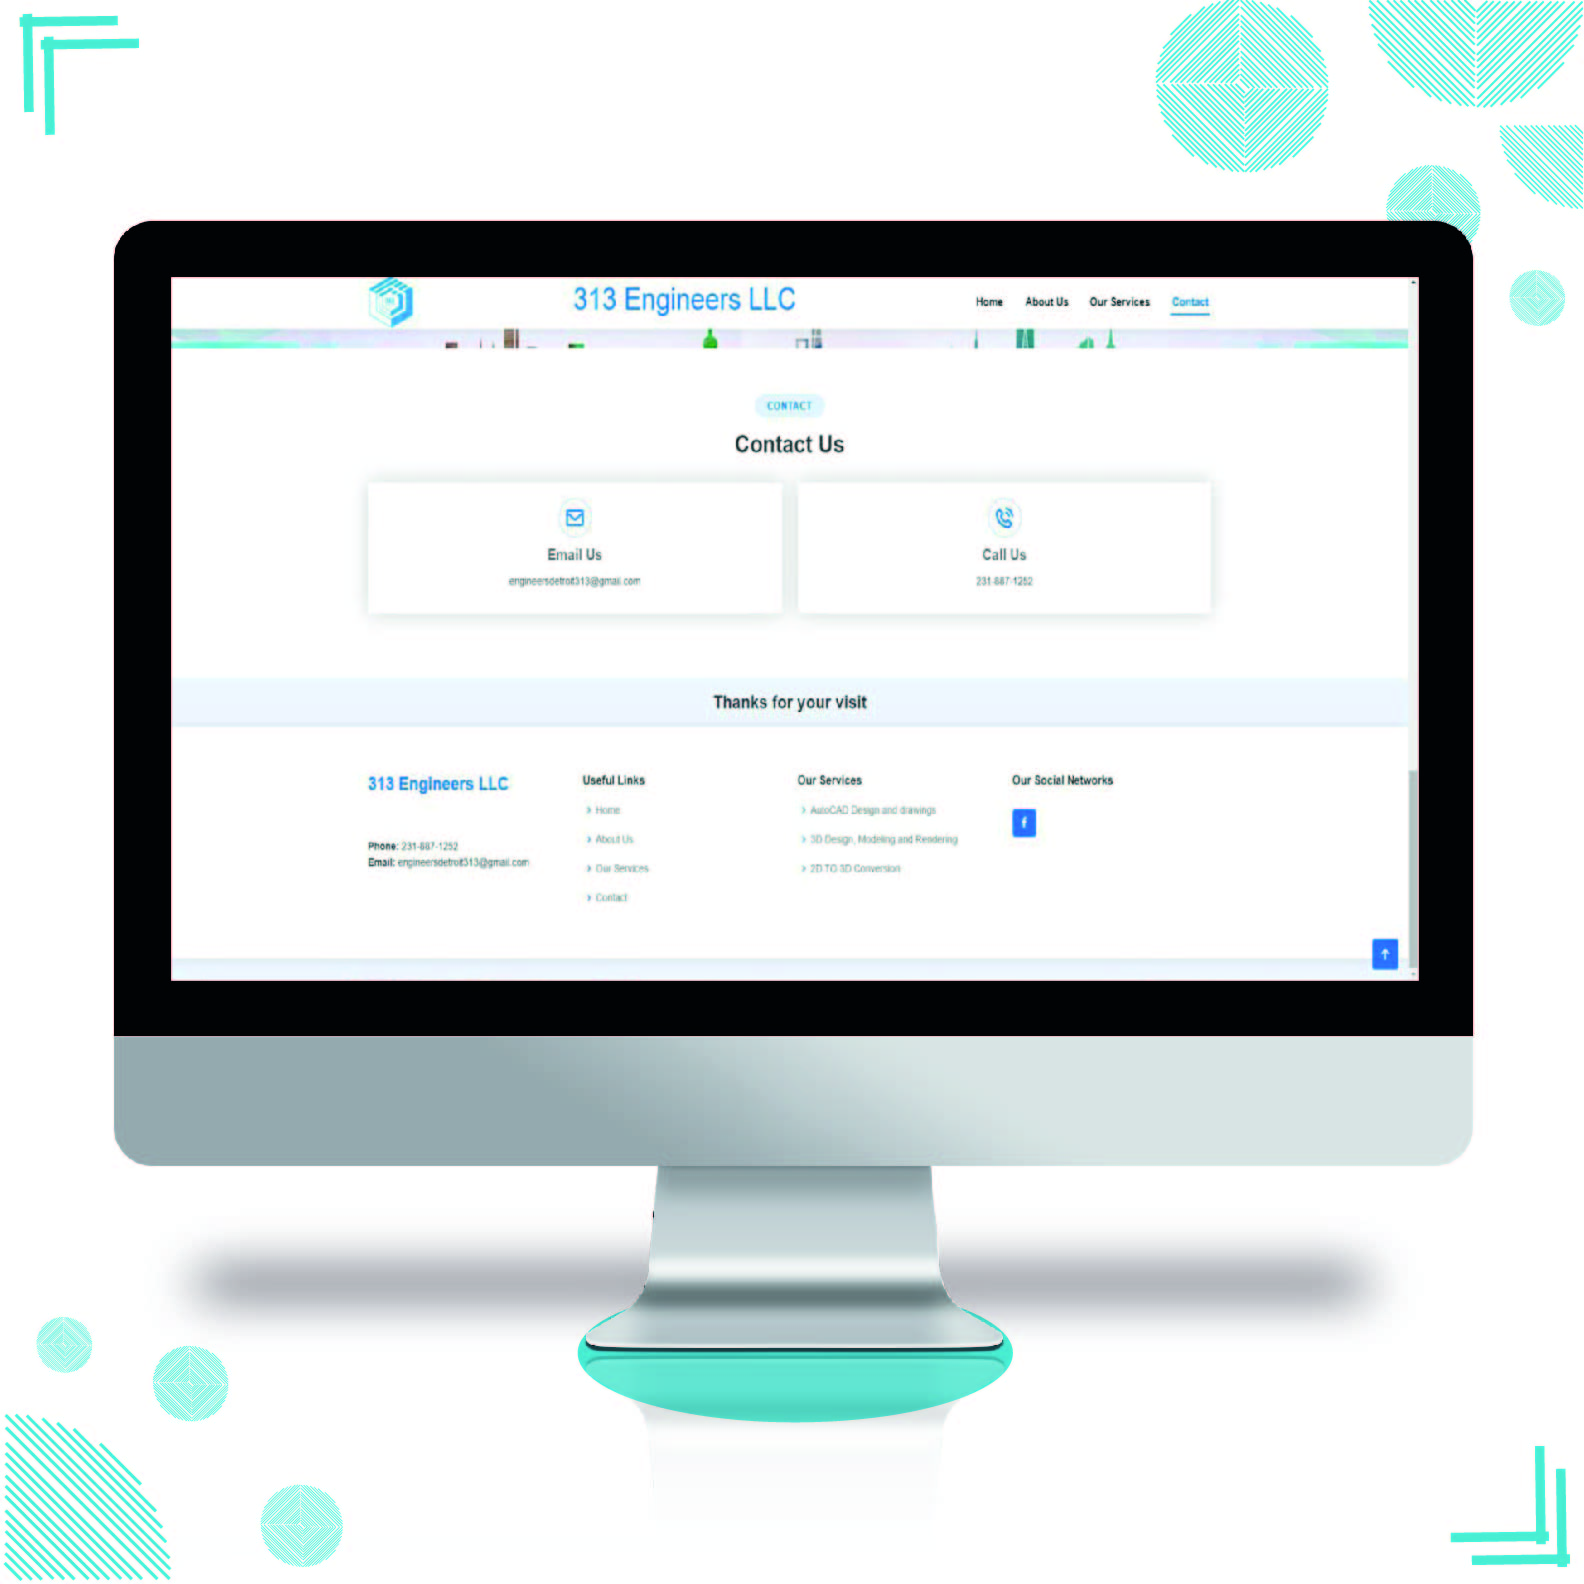 313 Engineers LLC
Home About Us Our Services Contact
CONTACT
Contact Us
Email Us
engineersdetroit313@gmail.com
Call Us
231-887-1252
Thanks for your visit
313 Engineers LLC
Phone: 231-887-1252
Email: engineersdetroit313@gmail.com
Useful Links
Home
About Us
Our Services
Contact
Our Services
AutoCAD Design and drawings
3D Design, Modeling and Rendering
2D TO 3D Conversion
Our Social Networks